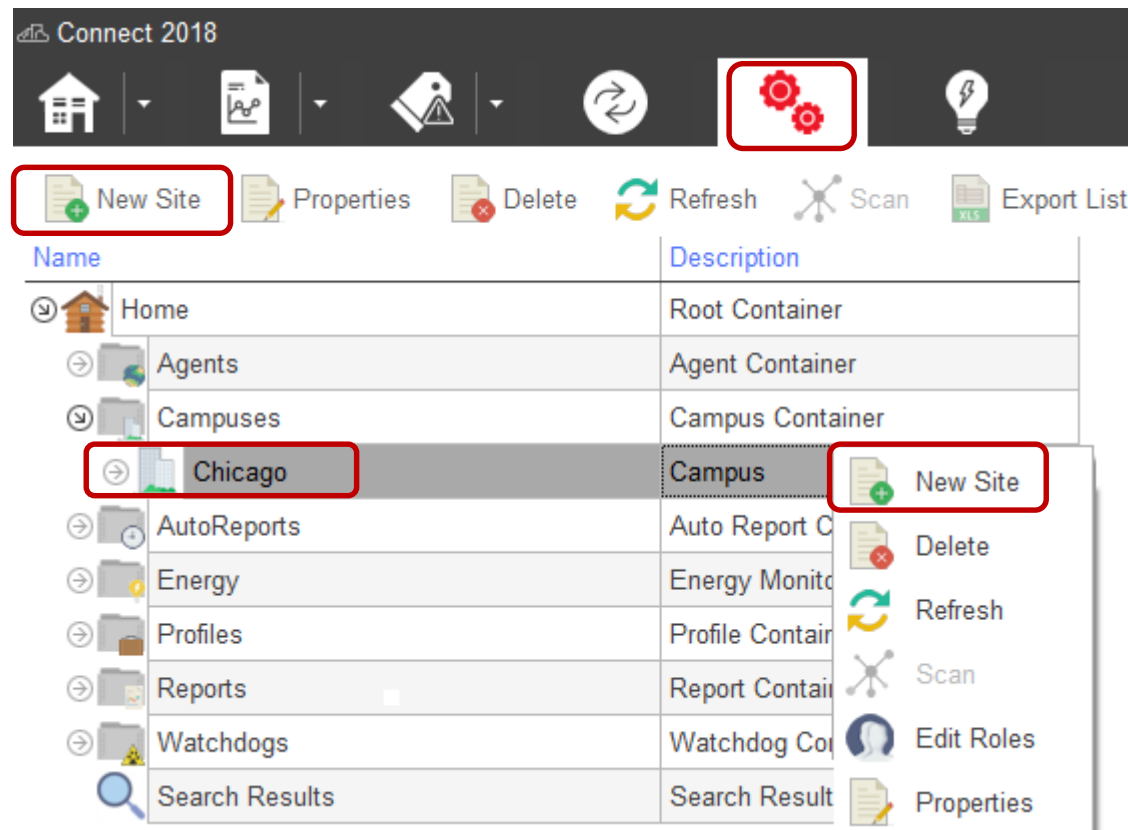 Connect 2018
New Site Properties Delete Refresh Scan XLS Export List
Name Description
Home Root Container
Agents Agent Container
Campuses Campus Container
Chicago Campus New Site
AutoReports Auto Report C
Delete
Energy Energy Monito
Refresh
Profiles Profile Contain
Scan
Reports Report Contai
Edit Roles
Watchdogs Watchdog Co
Search Results Search Result
Properties